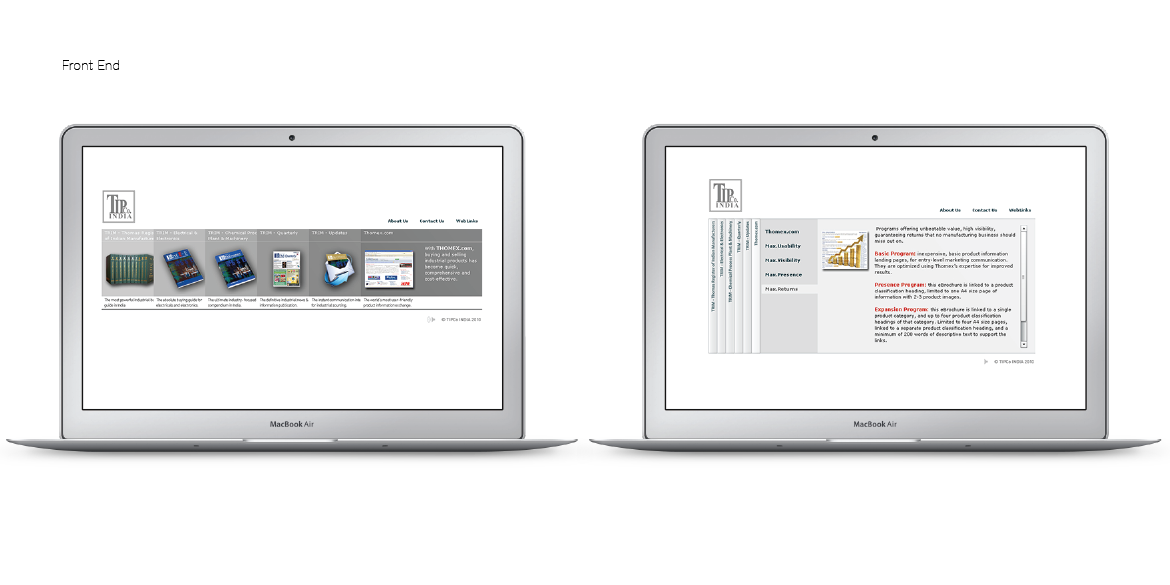 Front End
TIPCo
INDIA
About Us Contact Us Web Links
TRIM - Thomas Regis
of Indian Manufactur
TRIM - Electrical &
Electronics
TRIM - Chemical Proc
Plant & Machinery
TRIM - Quarterly
TRIM - Updates
Thomex.com
with THOMEX.com,
buying and selling
industrial products has
become quick,
comprehensive and
cost-effective.
The most powerful industrial b
guide in India
The absolute buying guide for
electricals and electronics.
The ultimate industry - focused
compendium in India.
The definitive industrial news &
information publication.
The instant communication inte
for industrial sourcing.
The world's most user-friendly
product information exchange.
© TIPCo INDIA 2010
MacBook Air
TIPCo
INDIA
About Us Contact Us WebLinks
TRIM - Thomas Register of Indian Manufacturers
TRIM - Electrical & Electronics
TRIM - Chemical Process Plant & Machinery
TRIM - Quarterly
TRIM - Updates
Thomex.com
Thomex.com
Max. Usability
Max. Visibility
Max. Presence
Max. Returns
Programs offering unbeatable value, high visibility,
guaranteeing returns that no manufacturing business should
miss out on.
Basic Program: inexpensive, basic product information
landing pages, for entry-level marketing communication.
They are optimized using Thomex's expertise for improved
results.
Presence Program: this eBrochure is linked to a product
classification heading, limited to one A4 size page of
information with 2-3 product images.
Expansion Program: this eBrochure is linked to a single
product category, and up to four product classification
headings of that category. Limited to four A4 size pages,
linked to a separate product classification heading, and a
minimum of 200 words of descriptive text to support the
links.
© TIPCo INDIA 2010
MacBook Air